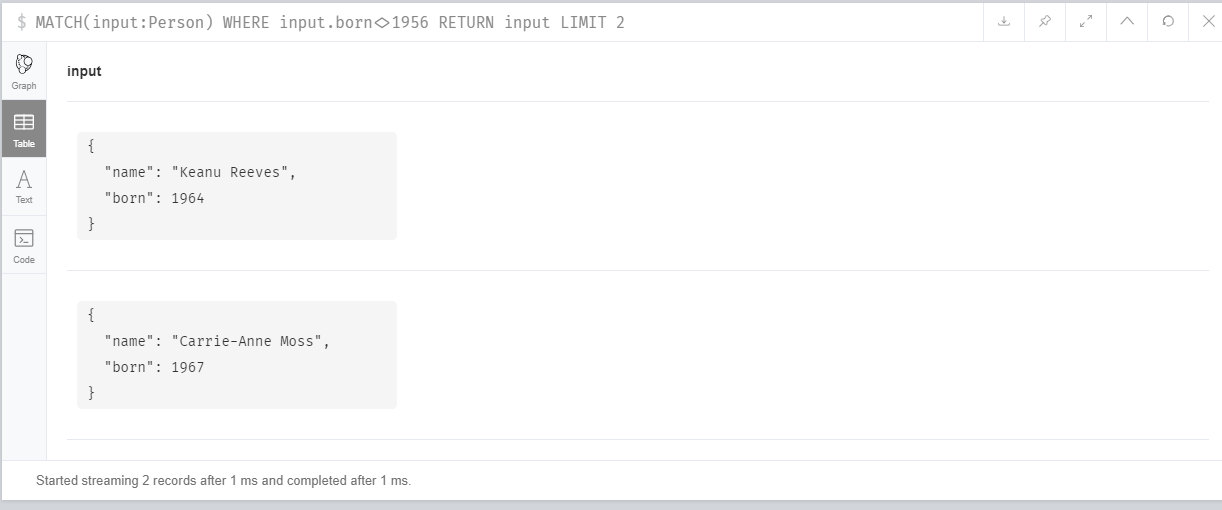 $ MATCH(input:Person) WHERE input.born<>1956 RETURN input LIMIT 2
Graph
Table
Text
Code
input
{
"name": "Keanu Reeves",
"born": 1964
}
{
"name": "Carrie-Anne Moss",
"born": 1967
}
Started streaming 2 records after 1 ms and completed after 1 ms.